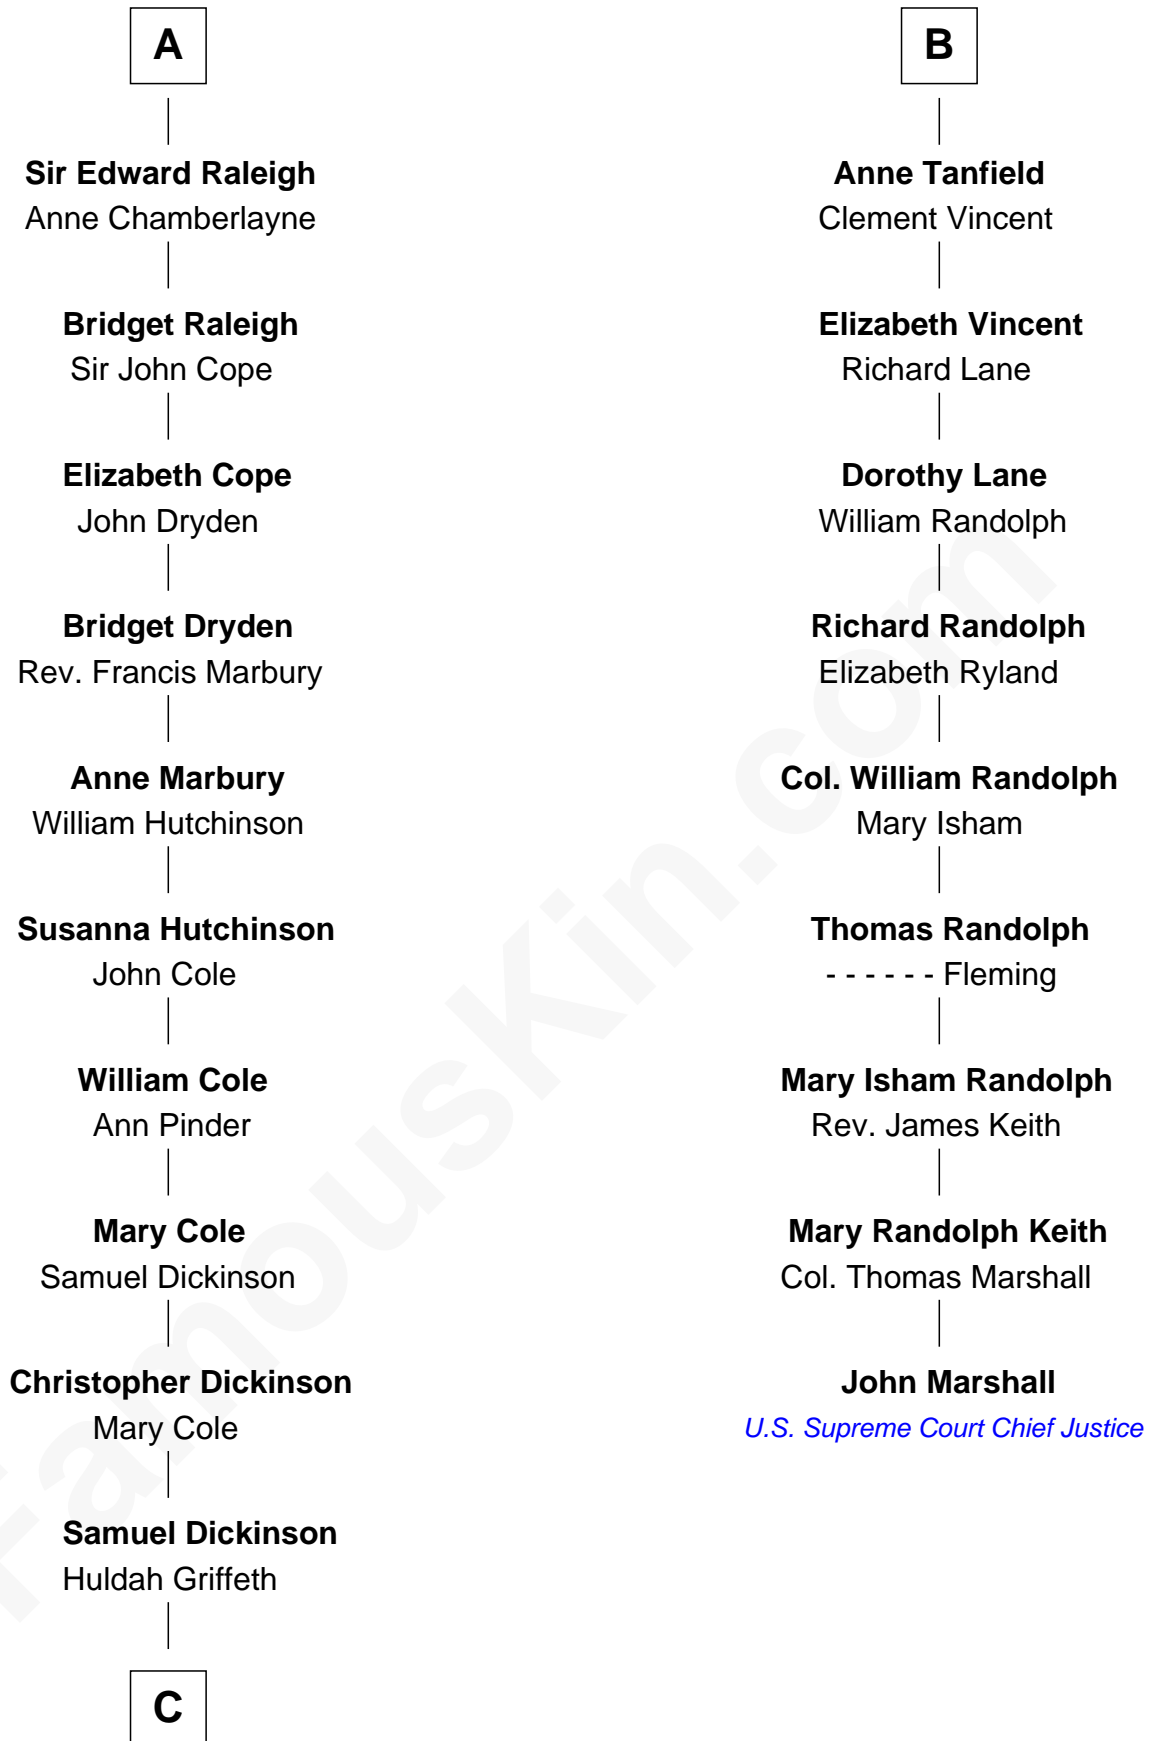 A
Sir Edward Raleigh
Anne Chamberlayne
Bridget Raleigh
Sir John Cope
Elizabeth Cope
John Dryden
Bridget Dryden
Rev. Francis Marbury
Anne Marbury
William Hutchinson
Susanna Hutchinson
John Cole
William Cole
Ann Pinder
Mary Cole
Samuel Dickinson
Christopher Dickinson
Mary Cole
Samuel Dickinson
Huldah Griffeth
C
B
Anne Tanfield
Clement Vincent
Elizabeth Vincent
Richard Lane
Dorothy Lane
William Randolph
Richard Randolph
Elizabeth Ryland
Col. William Randolph
Mary Isham
Thomas Randolph
- - - - - - Fleming
Mary Isham Randolph
Rev. James Keith
Mary Randolph Keith
Col. Thomas Marshall
John Marshall
U.S. Supreme Court Chief Justice
FamousKin.com